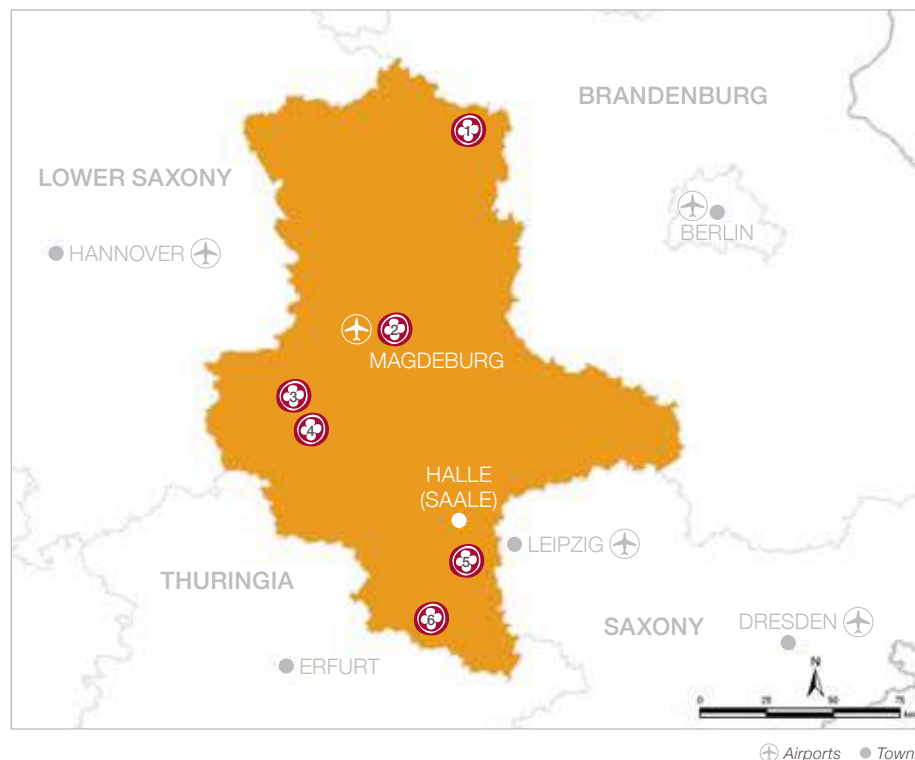 BRANDENBURG
1
LOWER SAXONY
BERLIN
HANNOVER
2
MAGDEBURG
3
4
HALLE
(SAALE)
LEIPZIG
5
THURINGIA
6
SAXONY
DRESDEN
ERFURT
N
0 25 50 75
km
Airports Town